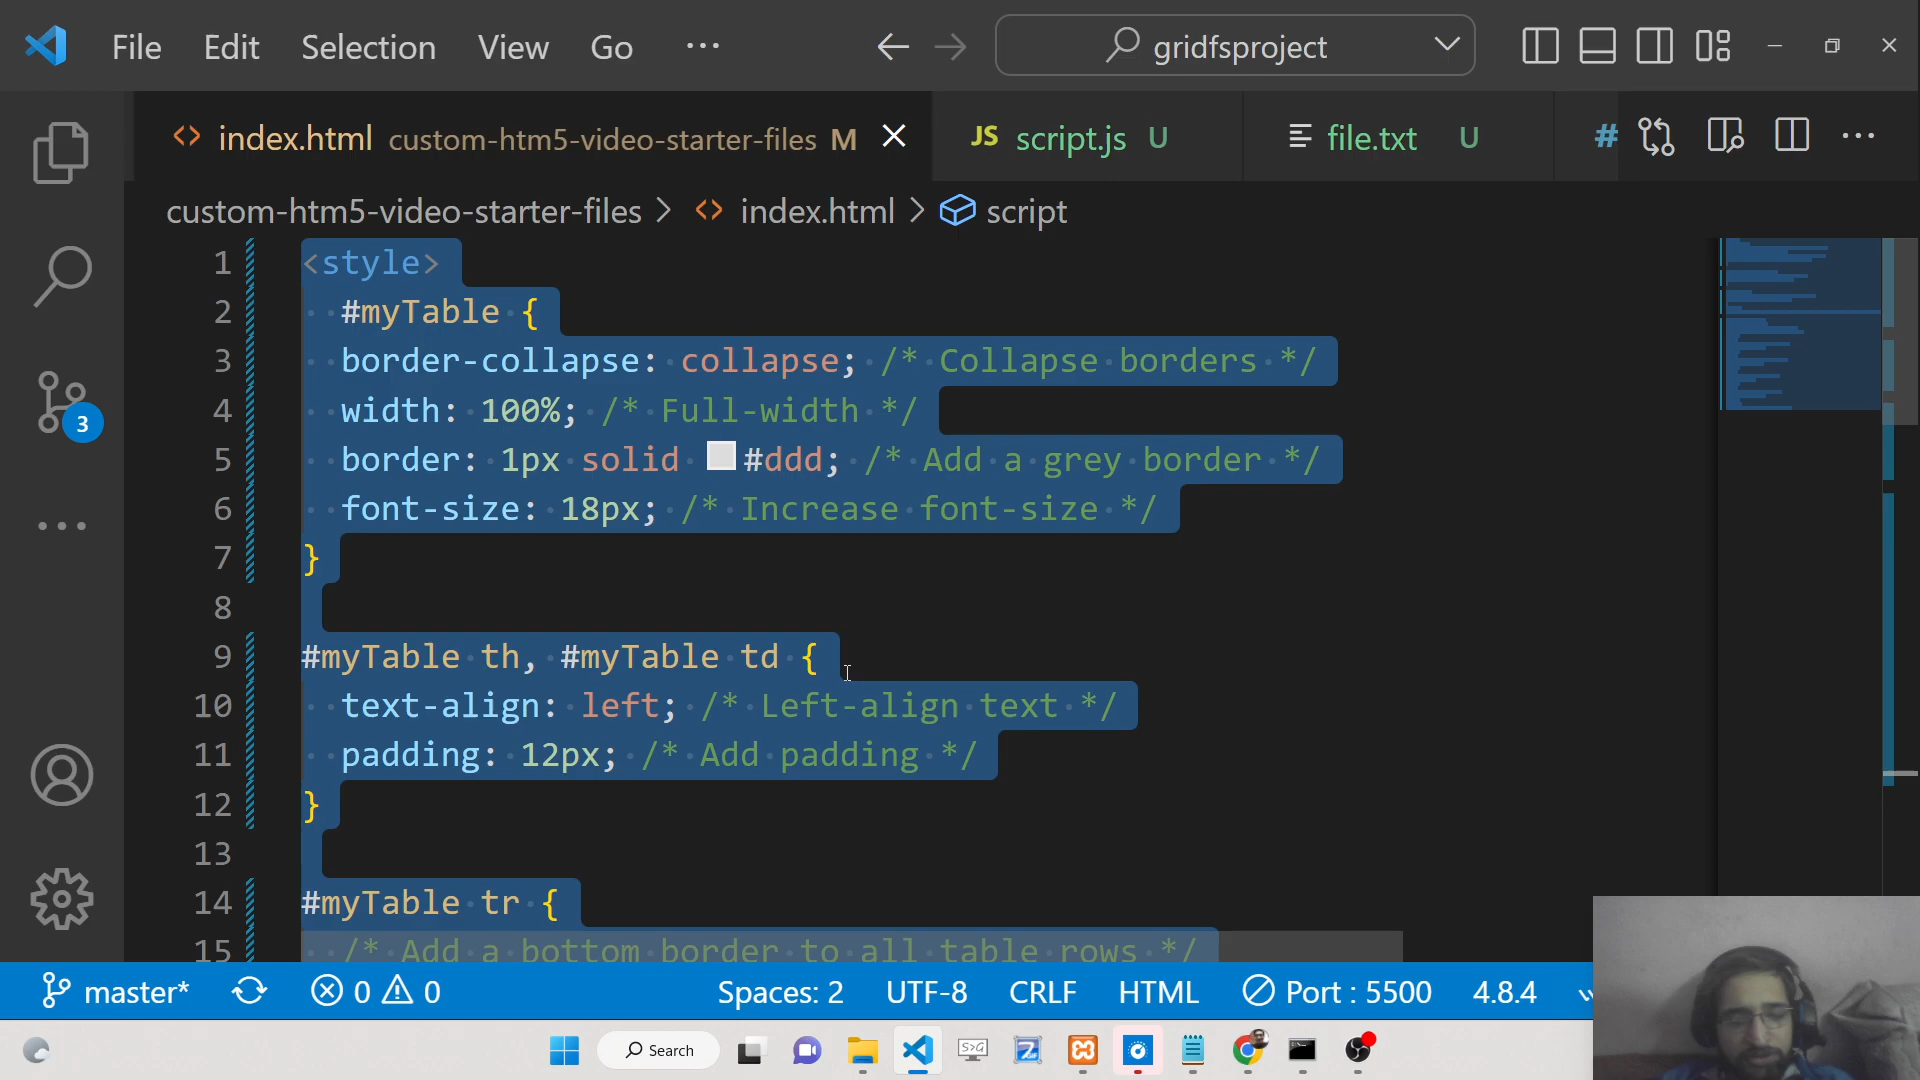 File Edit Selection View Go ··· gridfsproject
index.html custom-htm5-video-starter-files M JS script.js U file.txt U #
custom-htm5-video-starter-files > index.html > script
1 <style>
2 #myTable {
3 border-collapse: collapse; /* Collapse borders */
4 width: 100%; /* Full-width */
5 border: 1px solid #ddd; /* Add a grey border */
6 font-size: 18px; /* Increase font-size */
7 }
8
9 #myTable th, #myTable td {
10 text-align: left; /* Left-align text */
11 padding: 12px; /* Add padding */
12 }
13
14 #myTable tr {
15 /* Add a bottom border to all table rows */
3
master* 0 0 Spaces: 2 UTF-8 CRLF HTML Port : 5500 4.8.4
Search